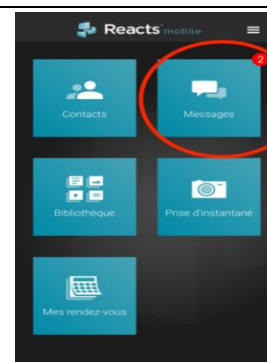 Reacts mobile
2
Contacts
Messages
Bibliothèque
Prise d'instantané
Mes rendez-vous